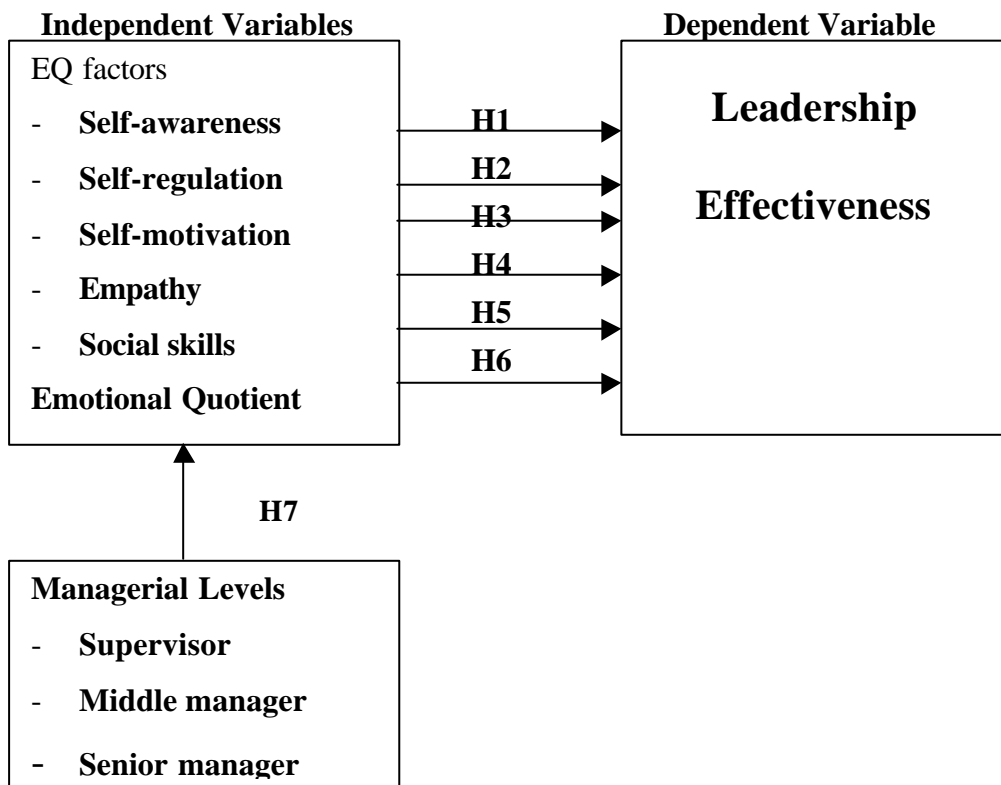 Independent Variables
EQ factors
- Self-awareness
- Self-regulation
- Self-motivation
- Empathy
- Social skills
Emotional Quotient
H1
H2
H3
H4
H5
H6
Dependent Variable
Leadership
Effectiveness
H7
Managerial Levels
- Supervisor
- Middle manager
- Senior manager